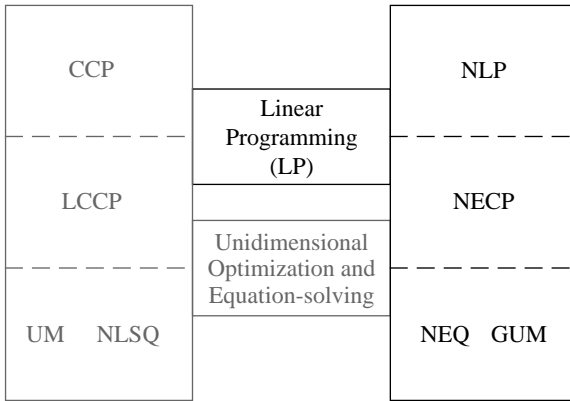 CCP
LCCP
UM NLSQ
Linear
Programming
(LP)
Unidimensional
Optimization and
Equation-solving
NLP
NECP
NEQ GUM